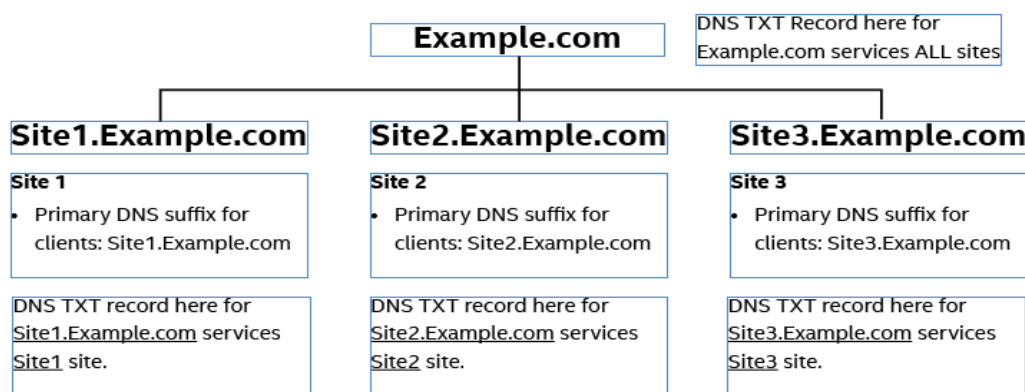 Example.com
DNS TXT Record here for
Example.com services ALL sites
Site1.Example.com
Site2.Example.com
Site3.Example.com
Site 1
• Primary DNS suffix for
clients: Site1.Example.com
Site 2
• Primary DNS suffix for
clients: Site2.Example.com
Site 3
• Primary DNS suffix for
clients: Site3.Example.com
DNS TXT record here for
Site1.Example.com services
Site1 site.
DNS TXT record here for
Site2.Example.com services
Site2 site.
DNS TXT record here for
Site3.Example.com services
Site3 site.